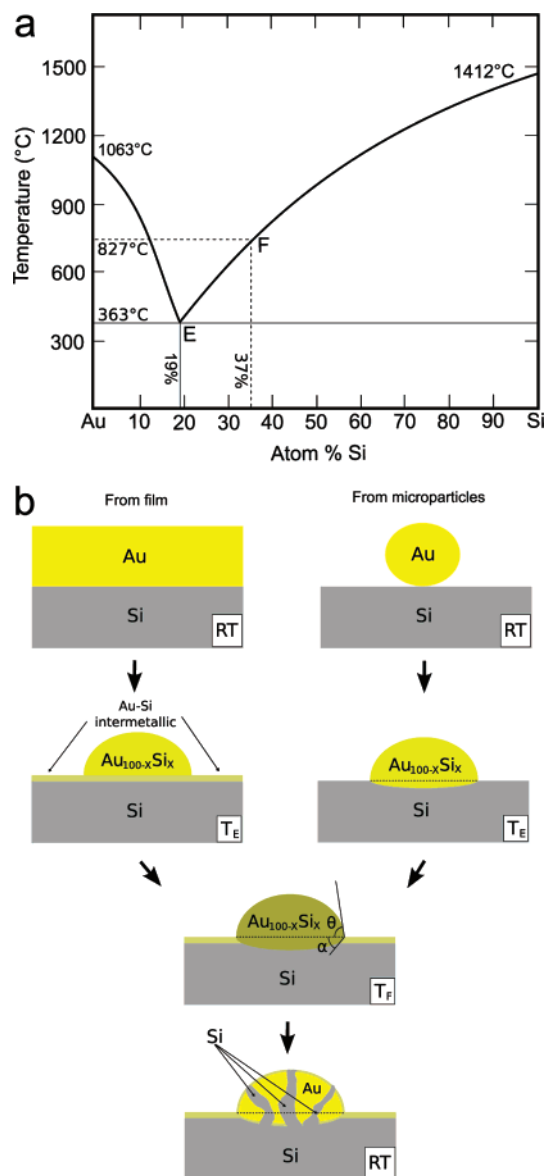 a
1500
1200
900
600
300
Temperature (°C)
1063°C
1412°C
827°C
363°C
F
E
19%
37%
Au 10 20 30 40 50 60 70 80 90 Si
Atom % Si
b
From film
From microparticles
Au
Au
Si
RT
Si
RT
Au-Si
intermetallic
Au100-XSiX
Au100-XSiX
Si
TE
Si
TE
Au100-XSiX
θ
α
Si
TF
Si
Au
Si
RT